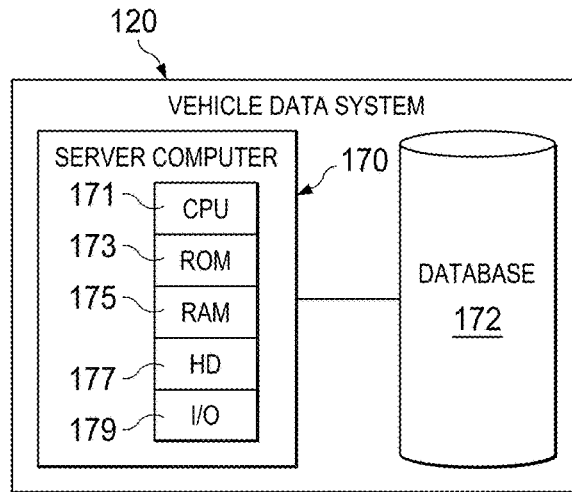 120
VEHICLE DATA SYSTEM
SERVER COMPUTER
170
171
CPU
173
ROM
175
RAM
177
HD
179
I/O
DATABASE
172